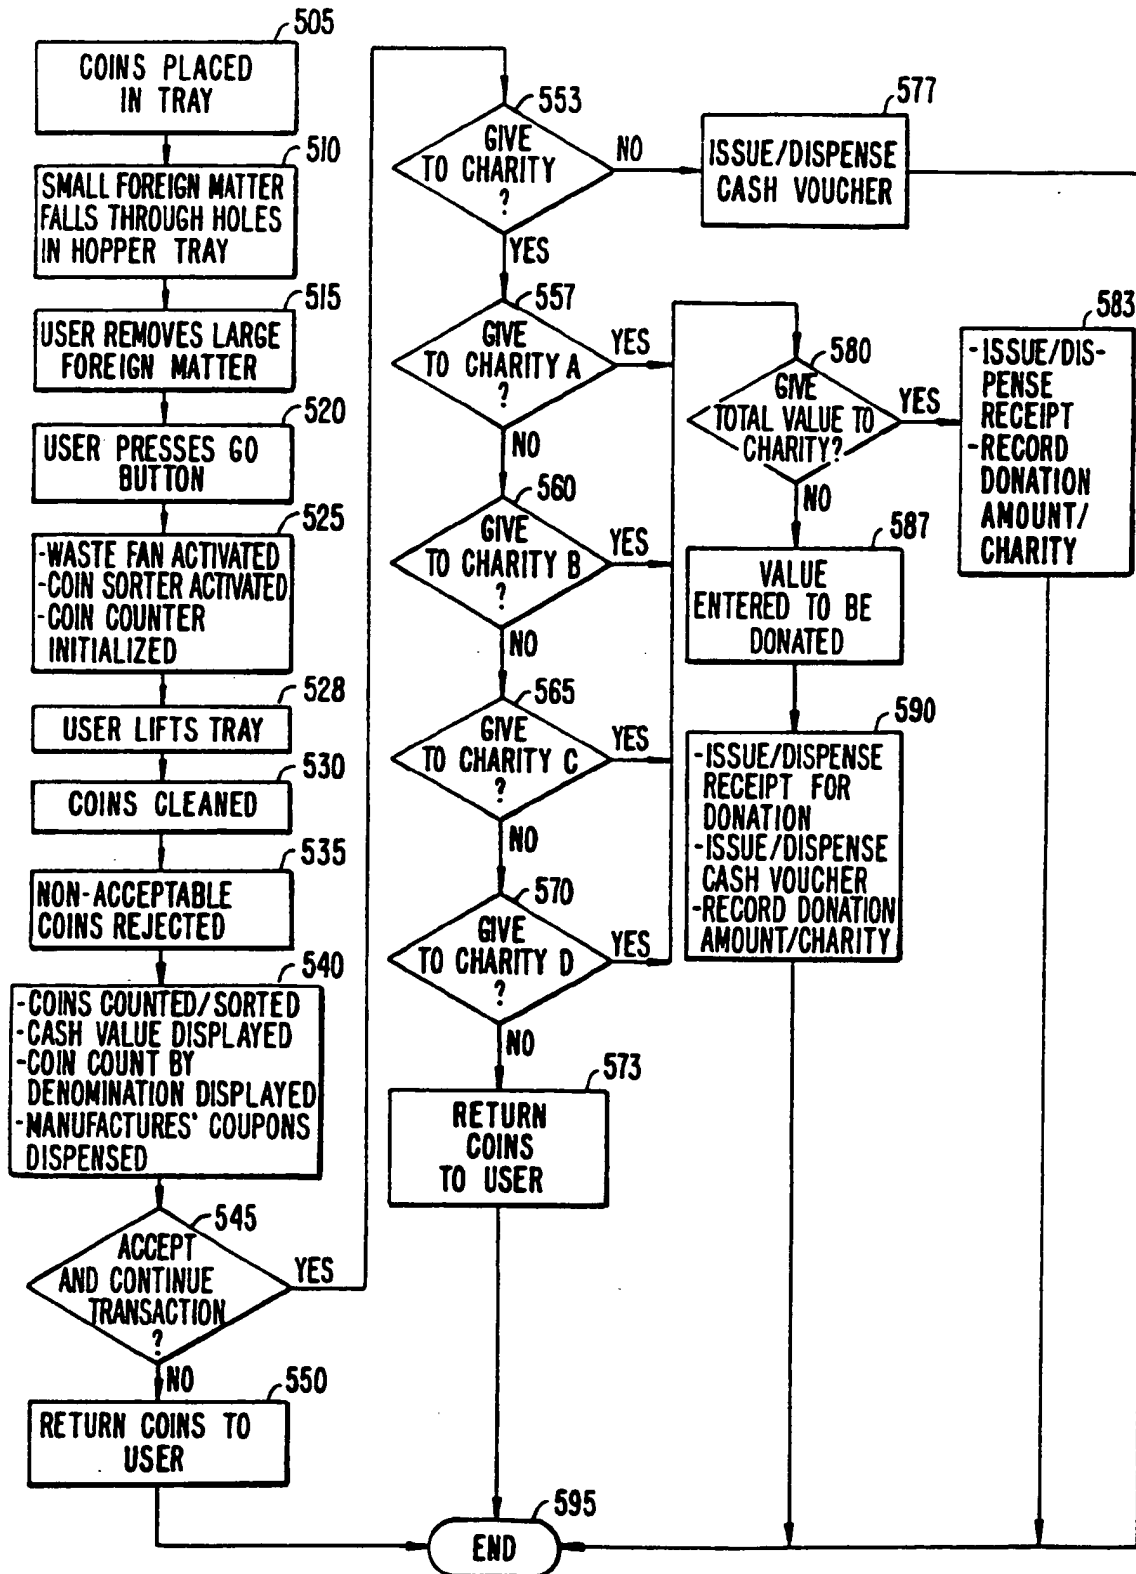 505
COINS PLACED
IN TRAY
510
SMALL FOREIGN MATTER
FALLS THROUGH HOLES
IN HOPPER TRAY
515
USER REMOVES LARGE
FOREIGN MATTER
520
USER PRESSES GO
BUTTON
525
-WASTE FAN ACTIVATED
-COIN SORTER ACTIVATED
-COIN COUNTER
INITIALIZED
528
USER LIFTS TRAY
530
COINS CLEANED
535
NON-ACCEPTABLE
COINS REJECTED
540
-COINS COUNTED/SORTED
-CASH VALUE DISPLAYED
-COIN COUNT BY
DENOMINATION DISPLAYED
-MANUFACTURES' COUPONS
DISPENSED
545
ACCEPT
AND CONTINUE
TRANSACTION
?
YES
NO
550
RETURN COINS TO
USER
553
GIVE
TO CHARITY
?
NO
YES
557
GIVE
TO CHARITY A
?
YES
NO
560
GIVE
TO CHARITY B
?
YES
NO
565
GIVE
TO CHARITY C
?
YES
NO
570
GIVE
TO CHARITY D
?
YES
NO
573
RETURN
COINS
TO USER
577
ISSUE/DISPENSE
CASH VOUCHER
580
GIVE
TOTAL VALUE TO
CHARITY?
YES
NO
583
-ISSUE/DIS-
PENSE
RECEIPT
-RECORD
DONATION
AMOUNT/
CHARITY
587
VALUE
ENTERED TO BE
DONATED
590
-ISSUE/DISPENSE
RECEIPT FOR
DONATION
-ISSUE/DISPENSE
CASH VOUCHER
-RECORD DONATION
AMOUNT/CHARITY
595
END